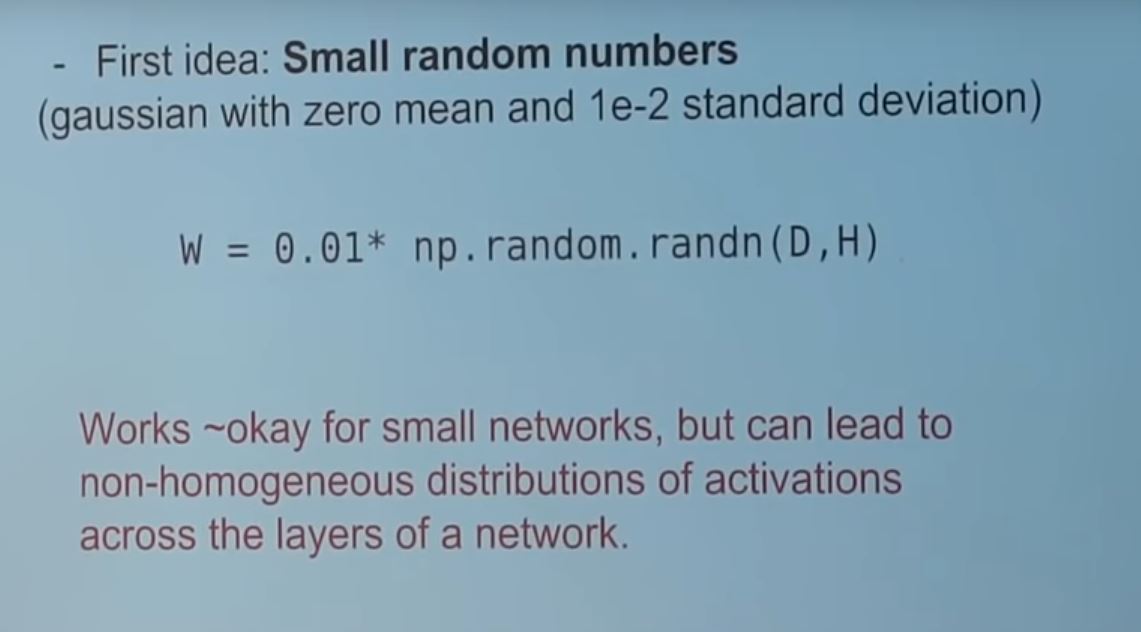 - First idea: Small random numbers
(gaussian with zero mean and 1e-2 standard deviation)
W = 0.01* np.random.randn(D,H)
Works ~okay for small networks, but can lead to
non-homogeneous distributions of activations
across the layers of a network.